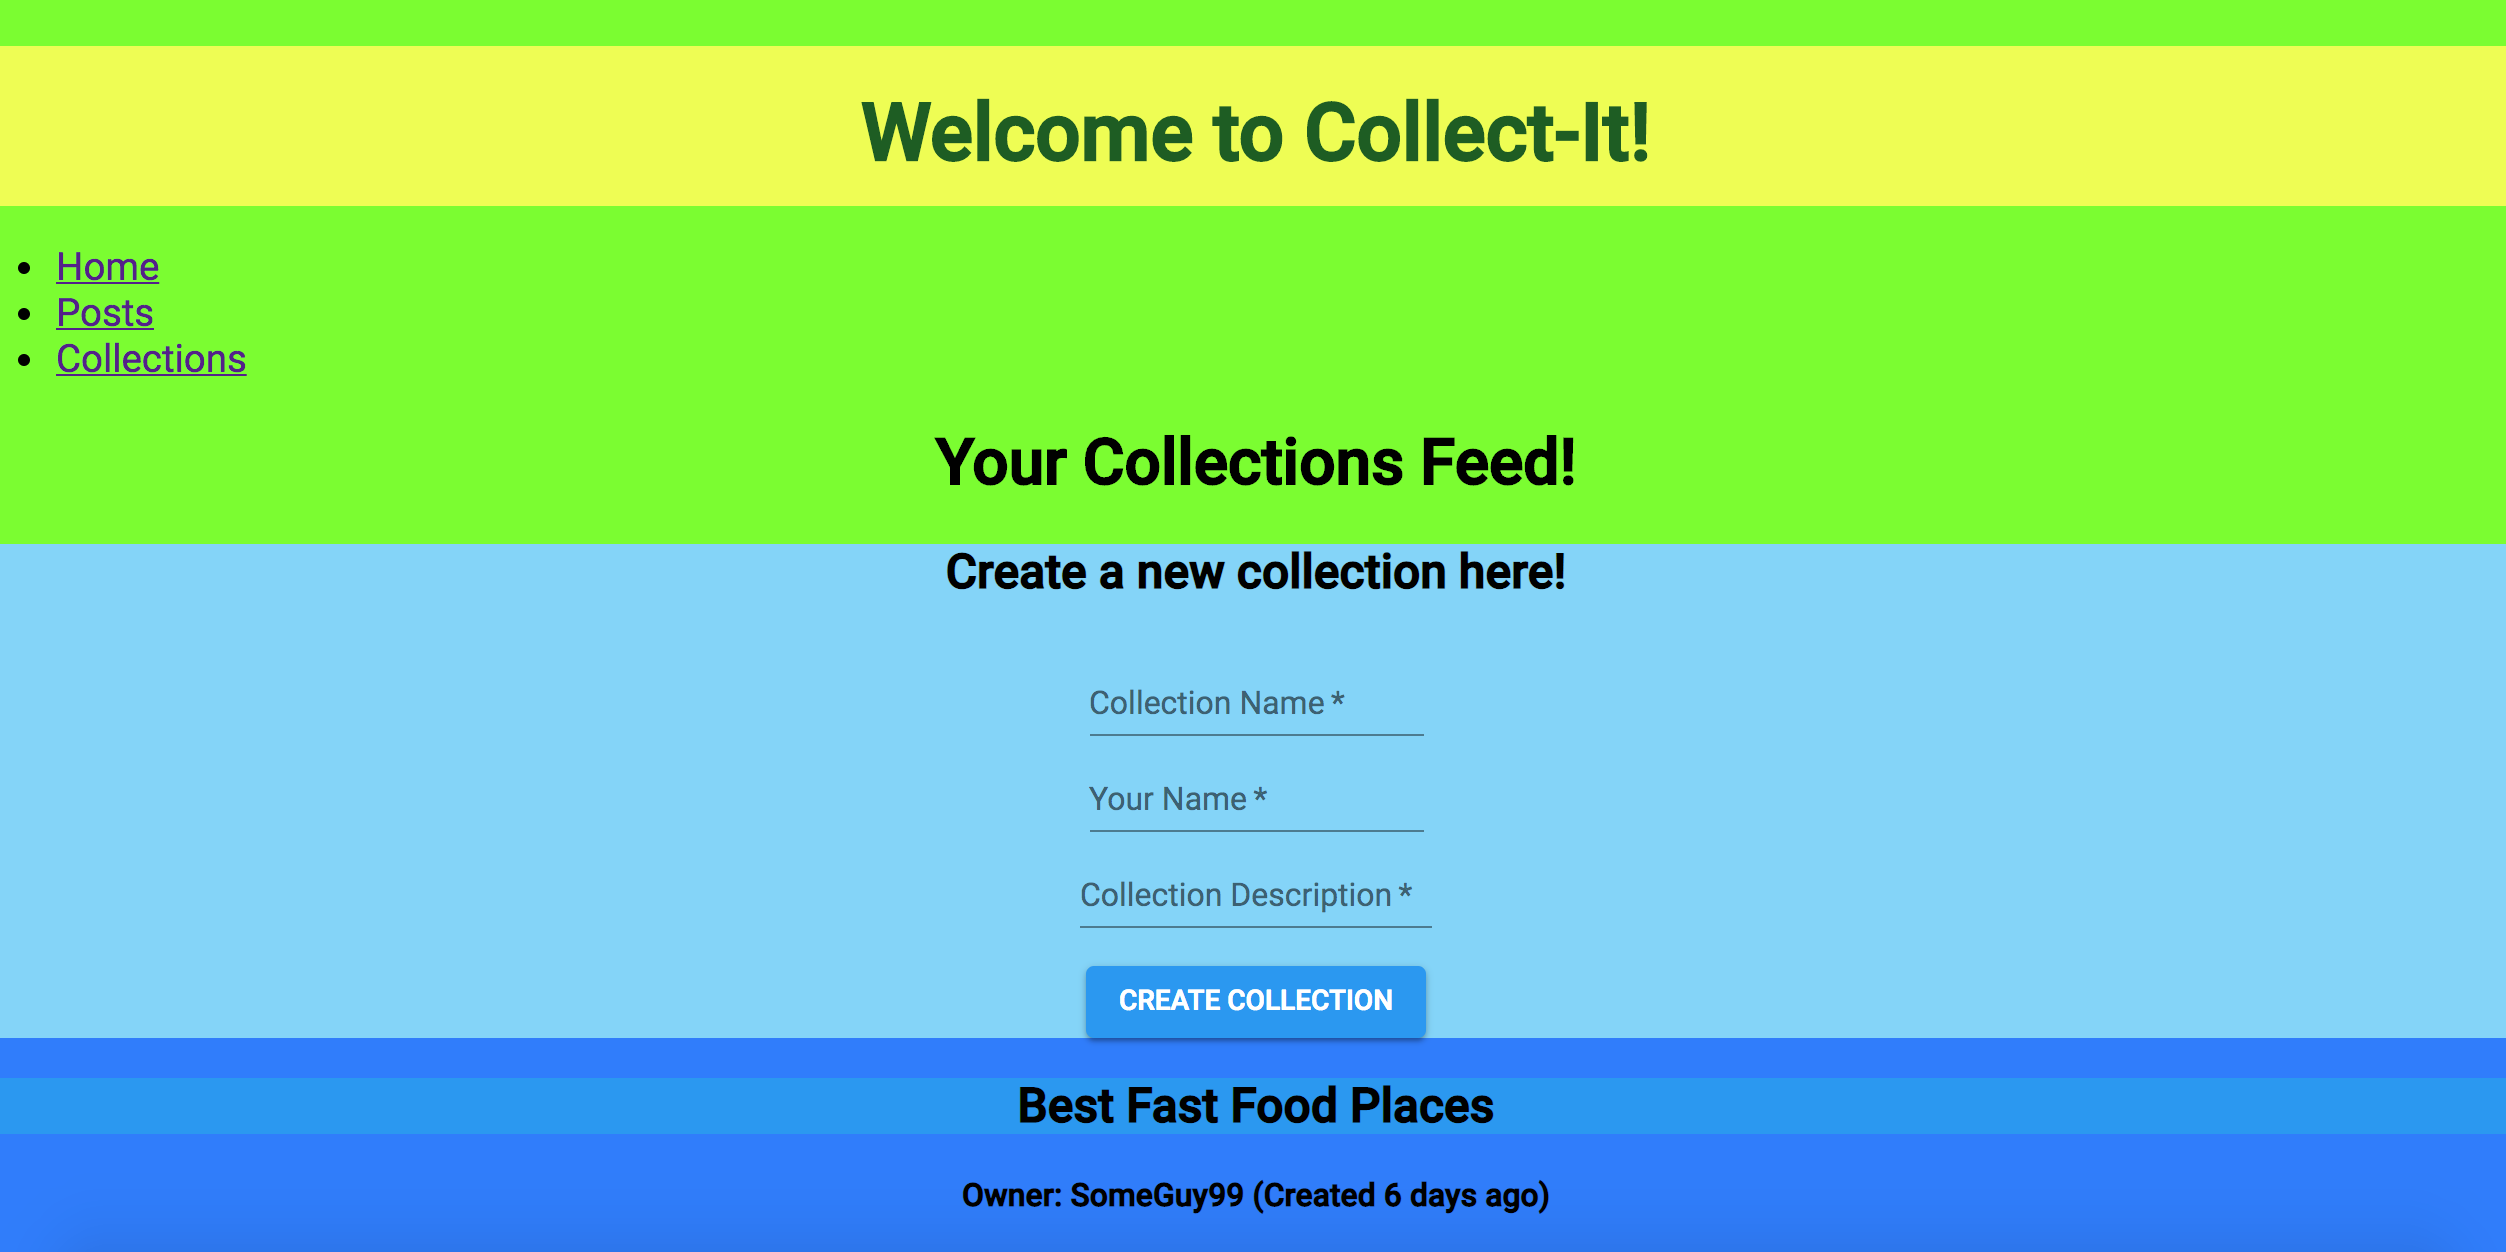 Welcome to Collect-It!
Home
Posts
Collections
Your Collections Feed!
Create a new collection here!
Collection Name *
Your Name *
Collection Description *
CREATE COLLECTION
Best Fast Food Places
Owner: SomeGuy99 (Created 6 days ago)